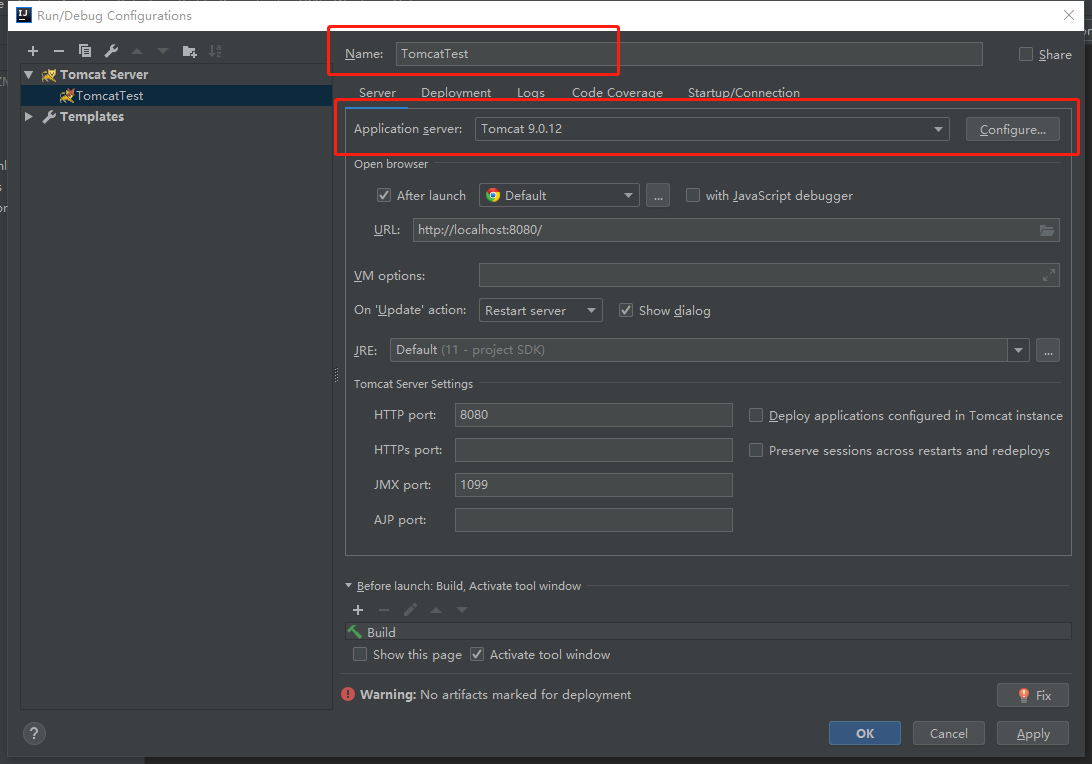 Run/Debug Configurations
Name: TomcatTest Share
Tomcat Server
TomcatTest
Templates
Server Deployment Logs Code Coverage Startup/Connection
Application server: Tomcat 9.0.12 Configure...
Open browser
After launch Default ... with JavaScript debugger
URL: http://localhost:8080/
VM options:
On 'Update' action: Restart server Show dialog
JRE: Default (11 - project SDK) ...
Tomcat Server Settings
HTTP port: 8080 Deploy applications configured in Tomcat instance
HTTPs port: Preserve sessions across restarts and redeploys
JMX port: 1099
AJP port:
Before launch: Build, Activate tool window
Build
Show this page Activate tool window
Warning: No artifacts marked for deployment Fix
? OK Cancel Apply